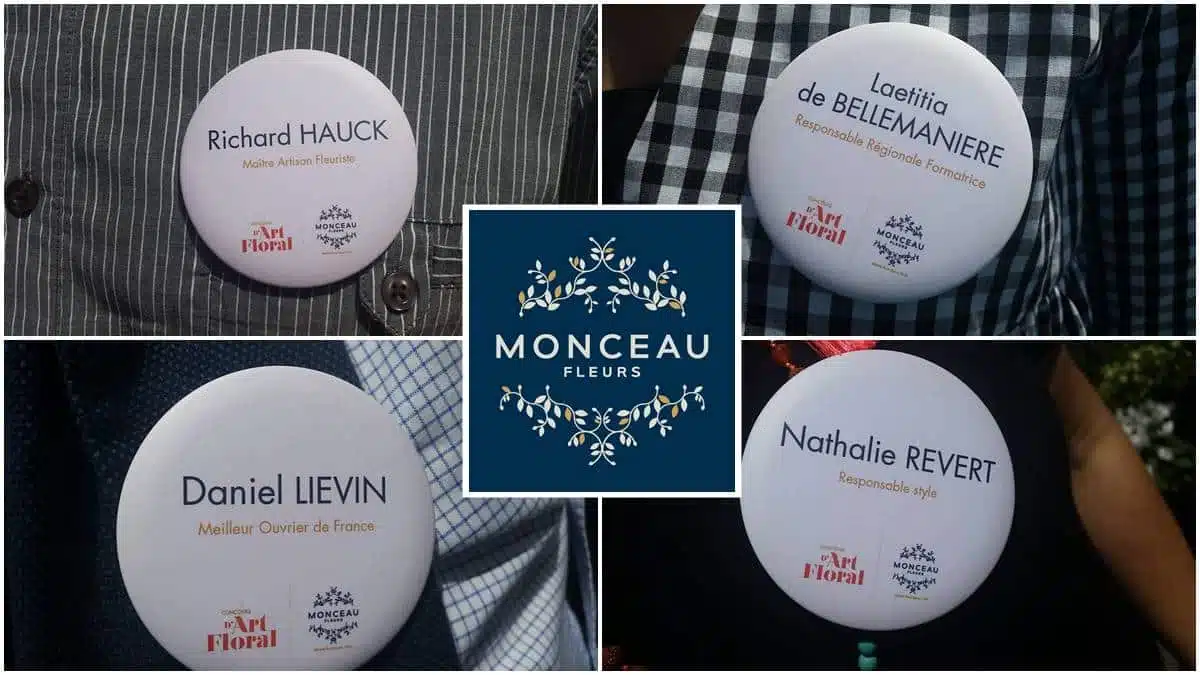 Richard HAUCK
Maître Artisan Fleuriste
D'Art
Floral
MONCEAU
FLEURS
Laetitia
de BELLEMANIERE
Responsable Régionale Formatrice
CONCOURS
D'Art
Floral
MONCEAU
FLEURS
MONCEAU
FLEURS
Daniel LIEVIN
Meilleur Ouvrier de France
CONCOURS
D'Art
Floral
MONCEAU
FLEURS
Nathalie REVERT
Responsable style
CONCOURS
D'Art
Floral
MONCEAU
FLEURS